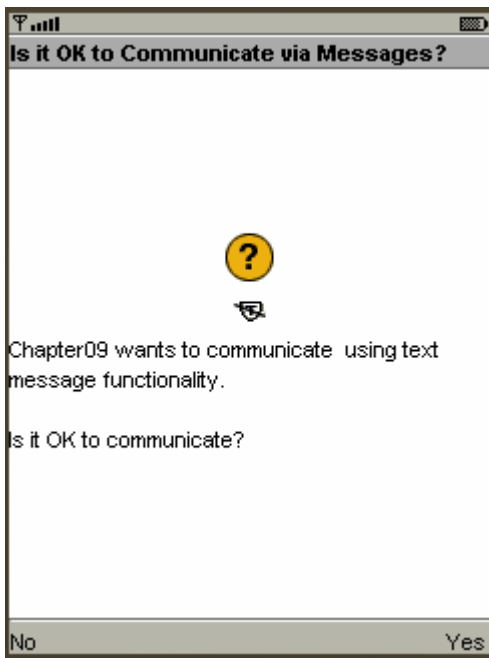 Is it OK to Communicate via Messages?
?
Chapter09 wants to communicate using text
message functionality.
Is it OK to communicate?
No Yes